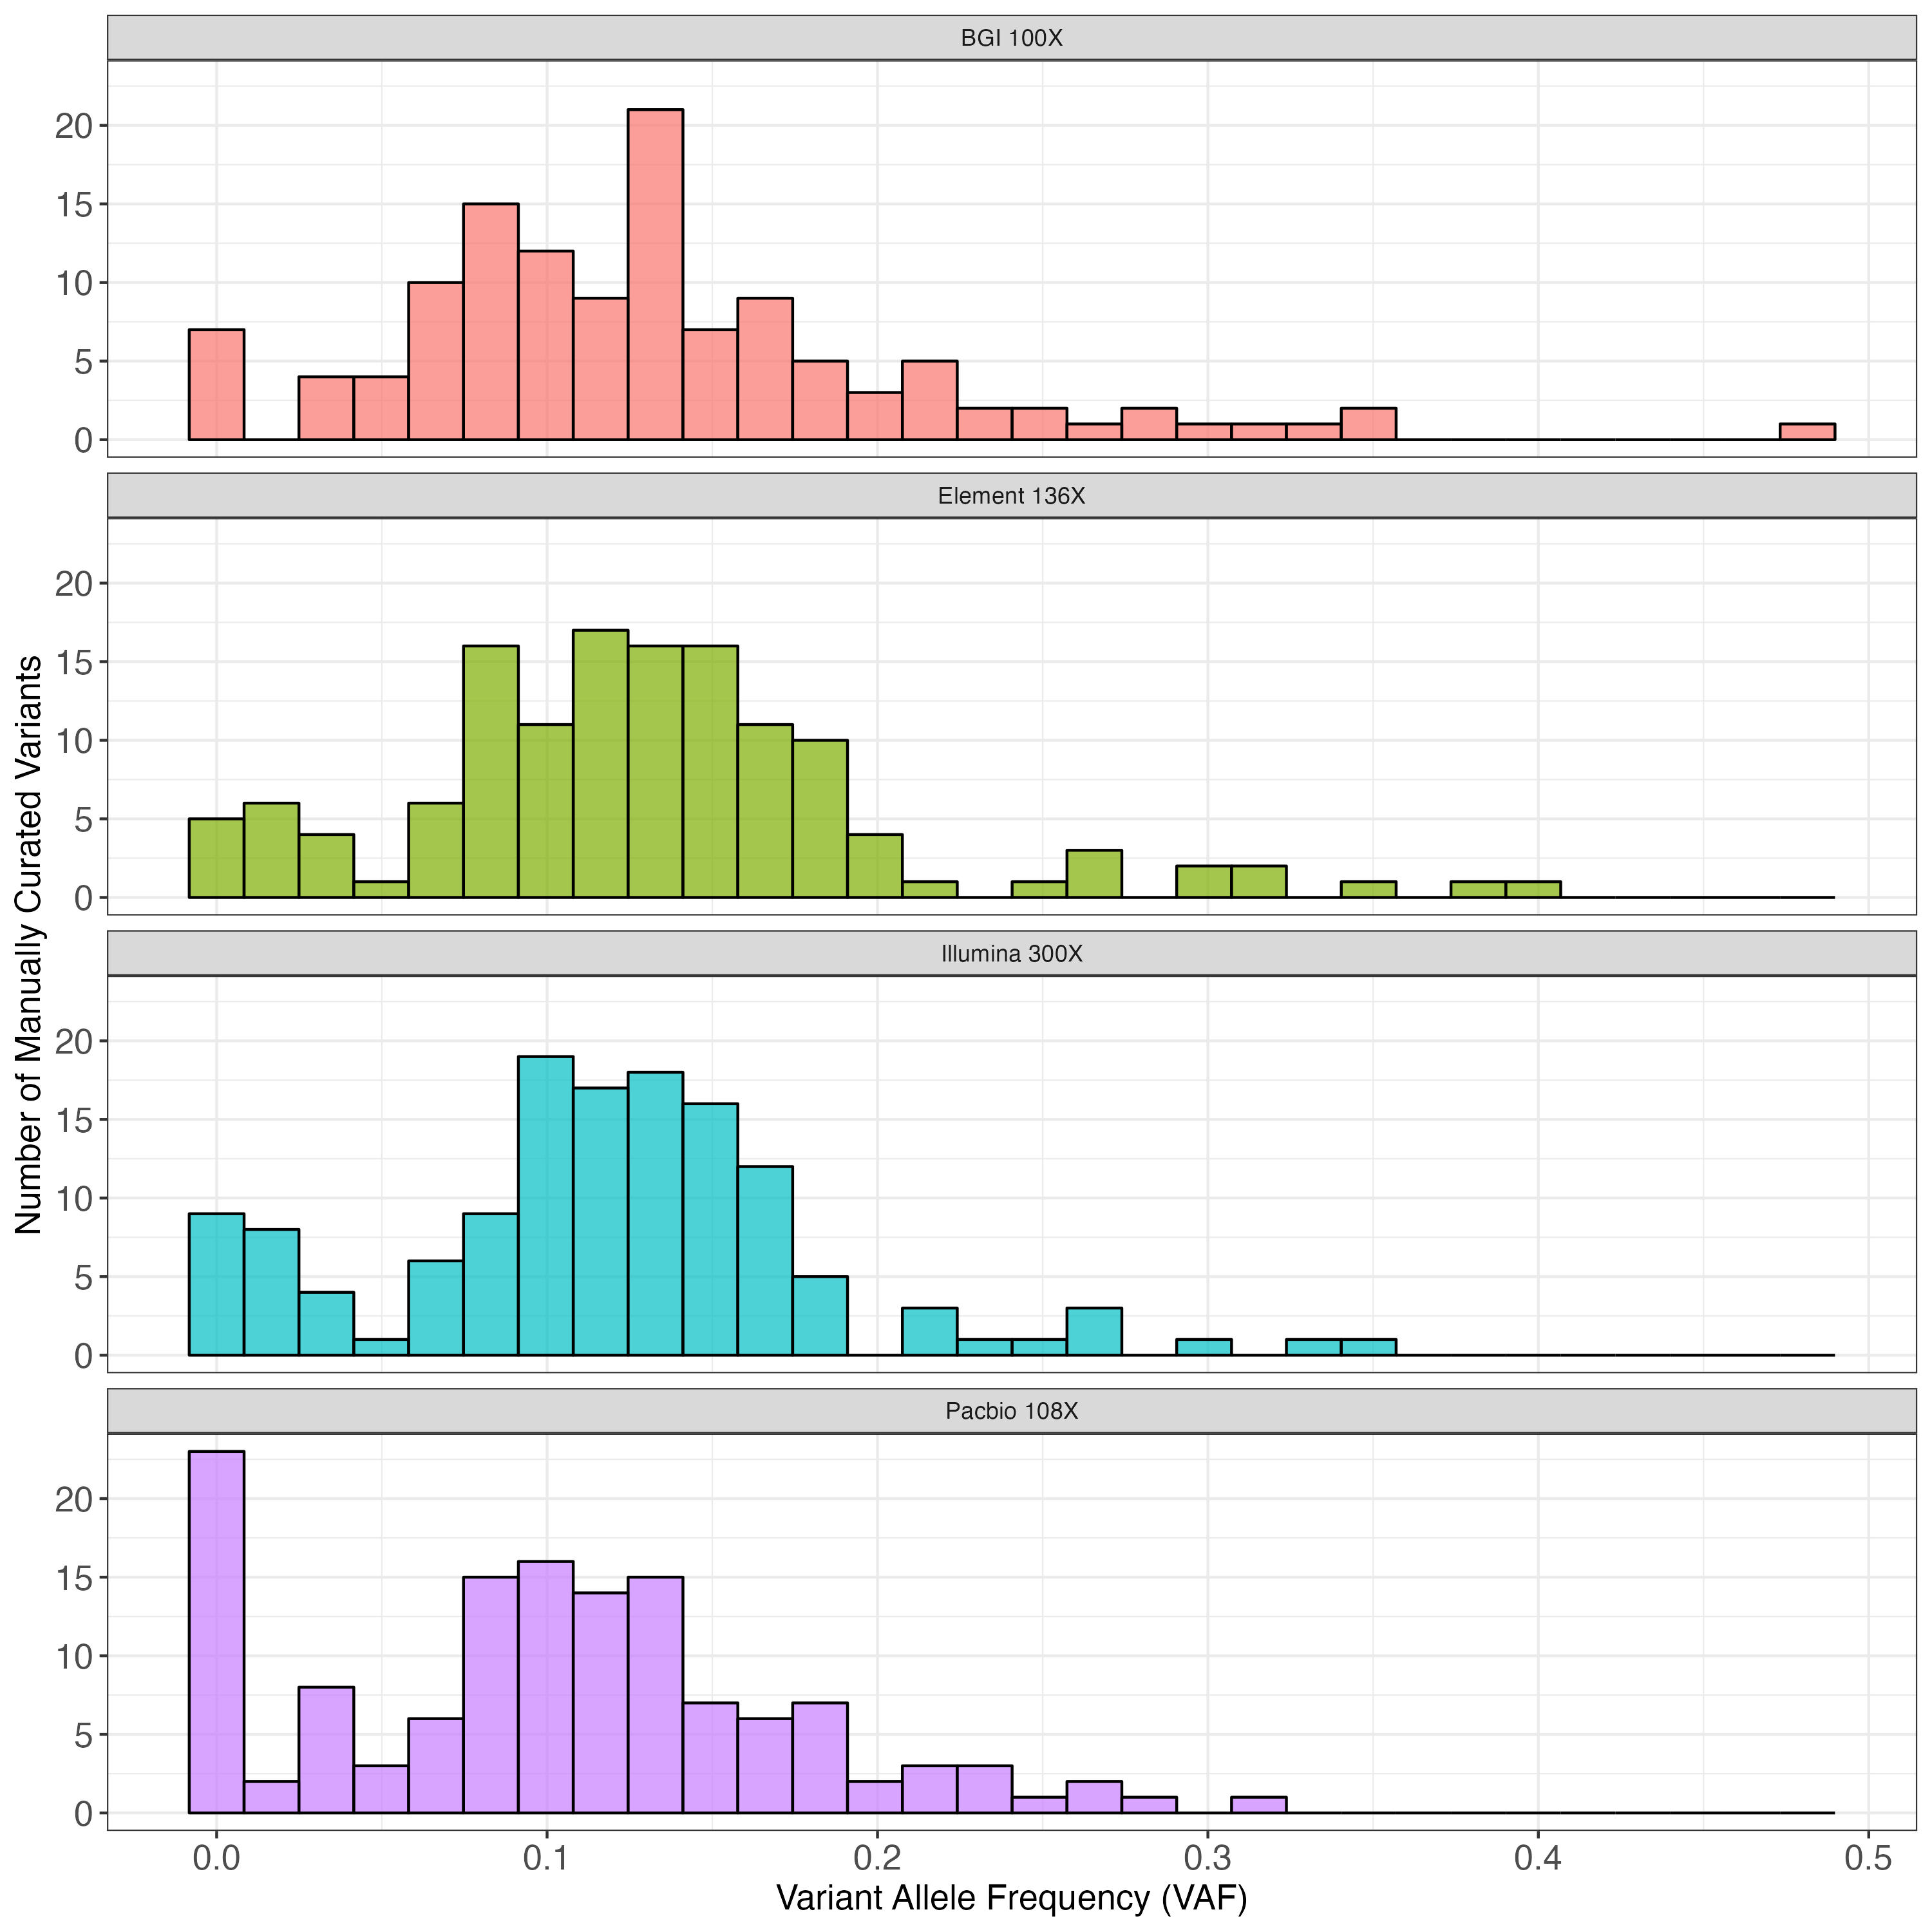 BGI 100X
20
15
10
5
0
Element 136X
20
15
10
5
0
Illumina 300X
20
15
10
5
0
Pacbio 108X
20
15
10
5
0
0.0 0.1 0.2 0.3 0.4 0.5
Variant Allele Frequency (VAF)
Number of Manually Curated Variants